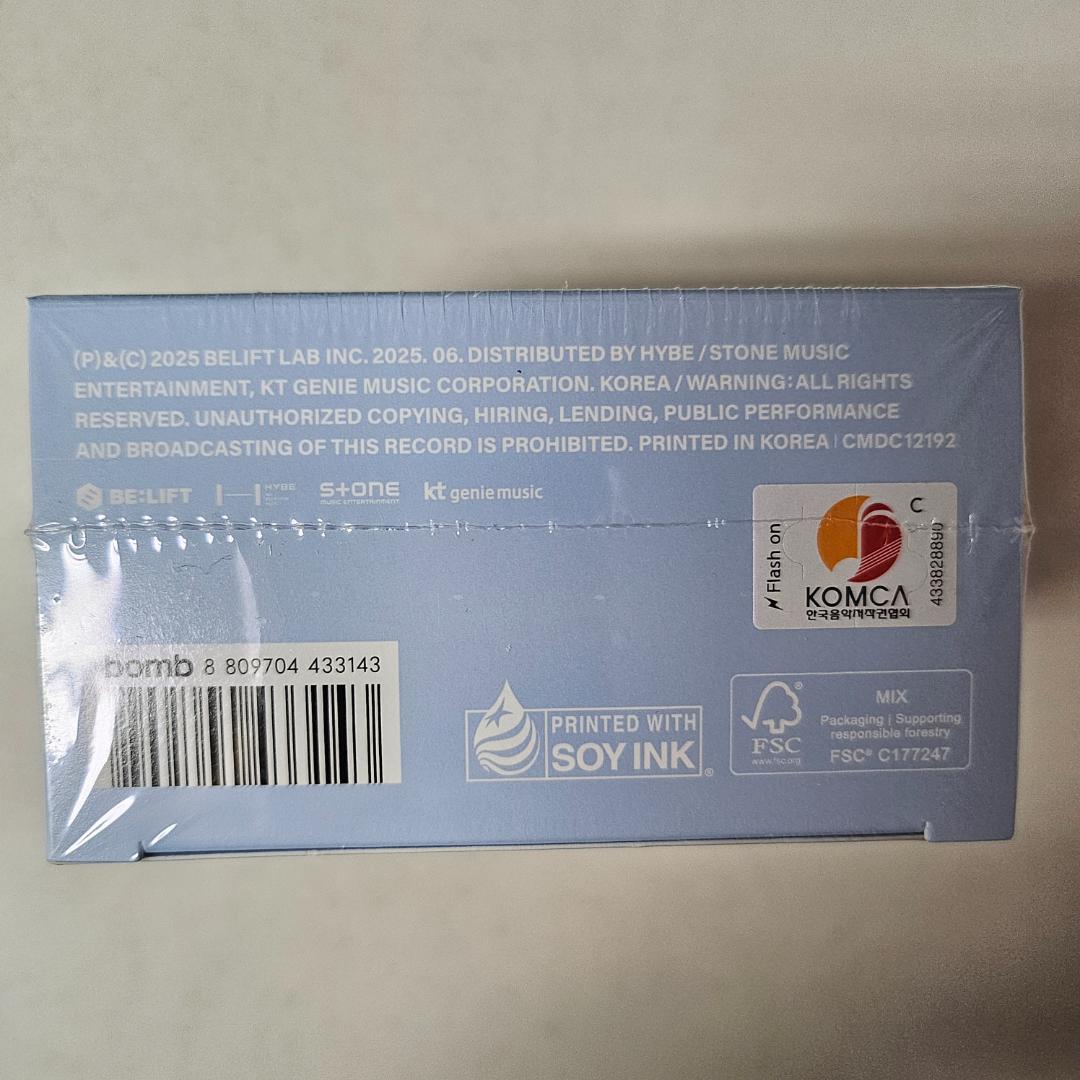 (P)&(C) 2025 BELIFT LAB INC. 2025. 06. DISTRIBUTED BY HYBE / STONE MUSIC
ENTERTAINMENT, KT GENIE MUSIC CORPORATION. KOREA / WARNING: ALL RIGHTS
RESERVED. UNAUTHORIZED COPYING, HIRING, LENDING, PUBLIC PERFORMANCE
AND BROADCASTING OF THIS RECORD IS PROHIBITED. PRINTED IN KOREA | CMDC12192
BE:LIFT HYBE STONE kt genie music
MUSIC ENTERTAINMENT
C
Flash on
433828890
KOMCA
한국음악저작권협회
bomb 8 809704 433143
PRINTED WITH
SOY INK®
FSC®
www.fsc.org
MIX
Packaging | Supporting
responsible forestry
FSC® C177247